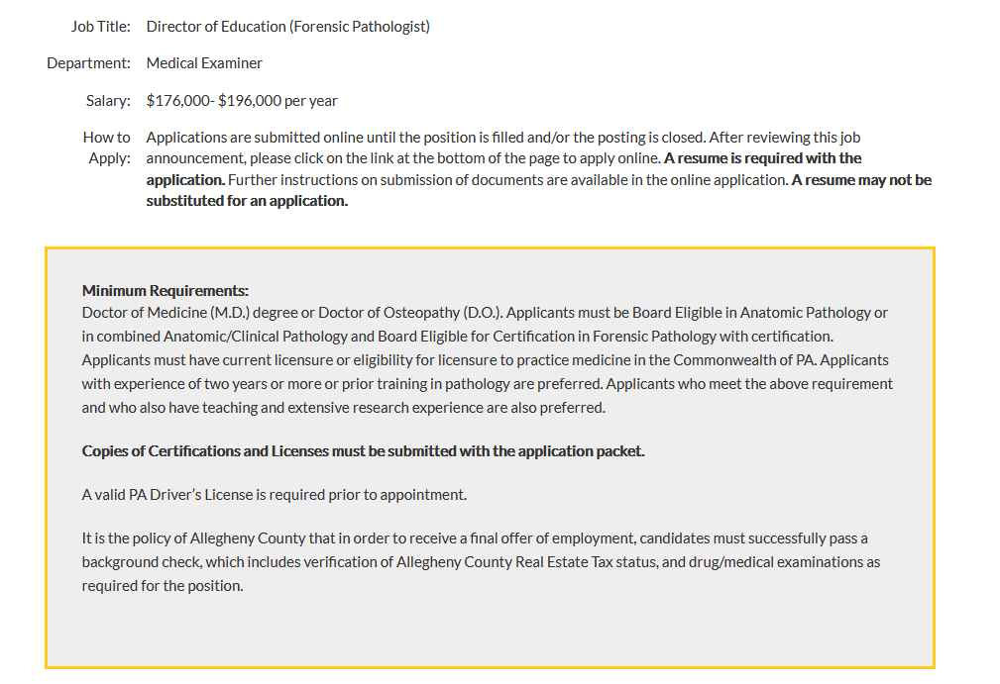 Job Title: Director of Education (Forensic Pathologist)
Department: Medical Examiner
Salary: $176,000- $196,000 per year
How to Apply: Applications are submitted online until the position is filled and/or the posting is closed. After reviewing this job
announcement, please click on the link at the bottom of the page to apply online. A resume is required with the
application. Further instructions on submission of documents are available in the online application. A resume may not be
substituted for an application.
Minimum Requirements:
Doctor of Medicine (M.D.) degree or Doctor of Osteopathy (D.O.). Applicants must be Board Eligible in Anatomic Pathology or
in combined Anatomic/Clinical Pathology and Board Eligible for Certification in Forensic Pathology with certification.
Applicants must have current licensure or eligibility for licensure to practice medicine in the Commonwealth of PA. Applicants
with experience of two years or more or prior training in pathology are preferred. Applicants who meet the above requirement
and who also have teaching and extensive research experience are also preferred.
Copies of Certifications and Licenses must be submitted with the application packet.
A valid PA Driver’s License is required prior to appointment.
It is the policy of Allegheny County that in order to receive a final offer of employment, candidates must successfully pass a
background check, which includes verification of Allegheny County Real Estate Tax status, and drug/medical examinations as
required for the position.